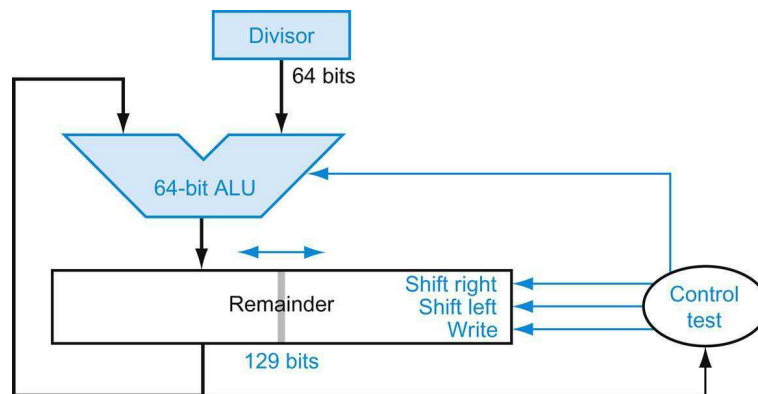 Divisor
64 bits
64-bit ALU
Remainder
Shift right
Shift left
Write
Control
test
129 bits